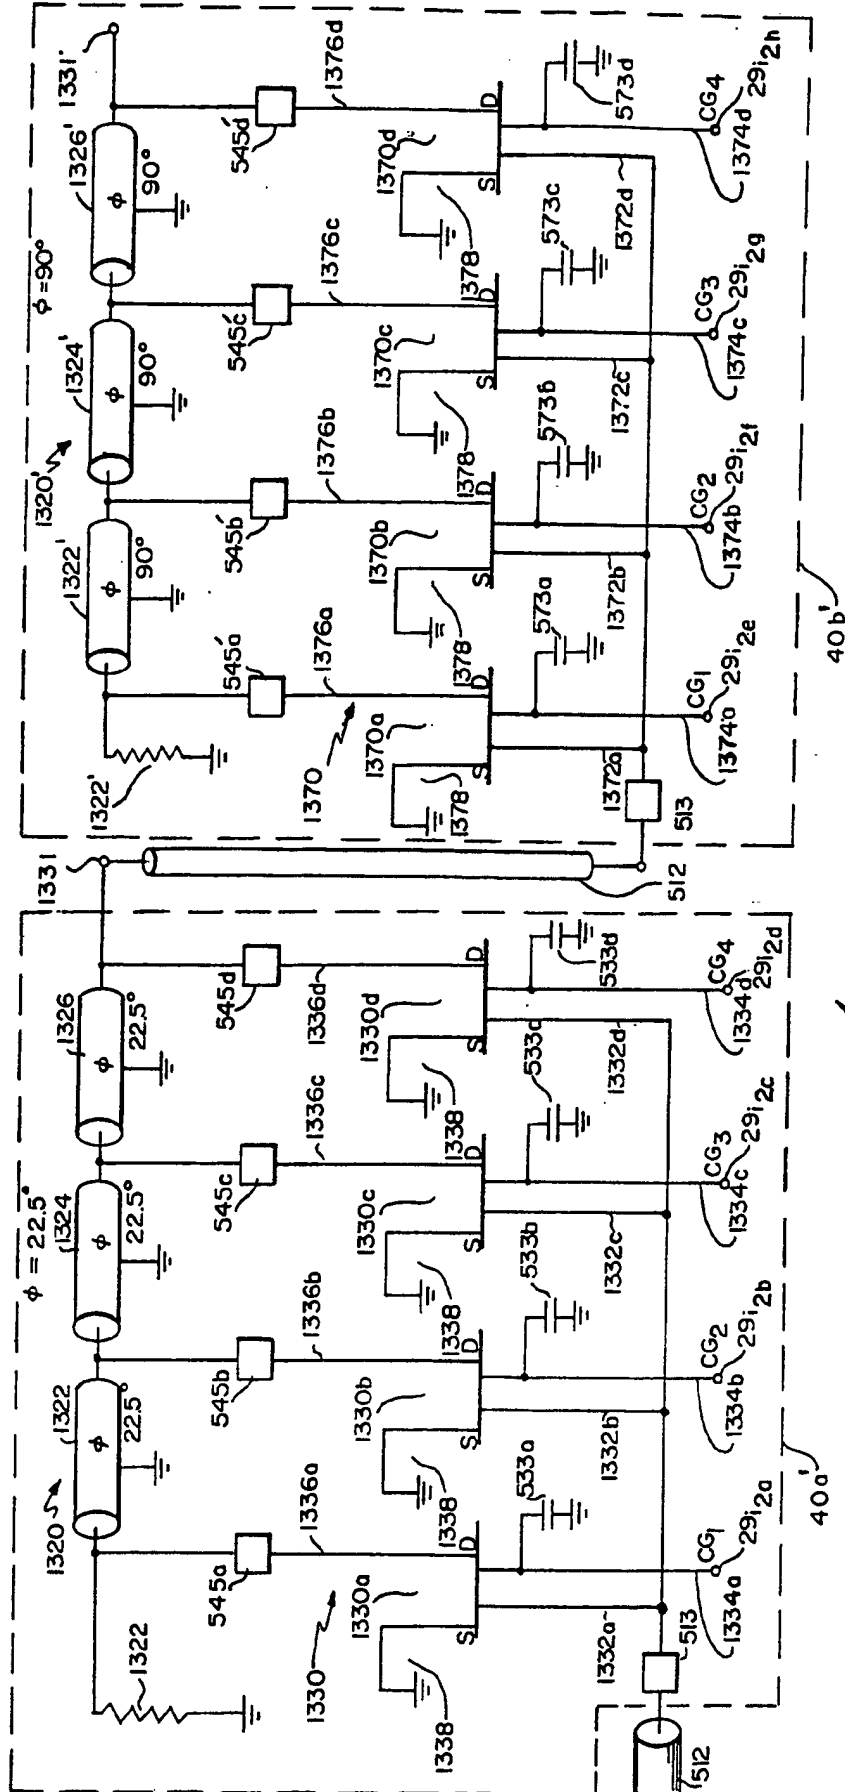 1331'
1326'
φ
90°
φ=90°
1324'
φ
90°
1320'
1322'
φ
90°
1322'
545d'
1376d
545c'
1376c
545b'
1376b
545a'
1376a
1370
1370d
1370c
1370b
1370a
S
D
1378
S
D
1378
S
D
1378
S
D
1378
573d
573c
573b
573a
1372d
1372c
1372b
1372a
513
CG4
29i2h
1374d
CG3
29i2g
1374c
CG2
29i2f
1374b
CG1
29i2e
1374a
40b'
1331
512
1326
φ
22.5°
φ = 22.5°
1324
φ
22.5°
1322
φ
22.5°
1320
1322
545d
1336d
545c
1336c
545b
1336b
545a
1336a
1330
1330d
1330c
1330b
1330a
S
D
1338
S
D
1338
S
D
1338
S
D
1338
533d
533c
533b
533a
1332d
1332c
1332b
1332a
513
CG4
29i2d
1334d
CG3
29i2c
1334c
CG2
29i2b
1334b
CG1
29i2a
1334a
40a'
512